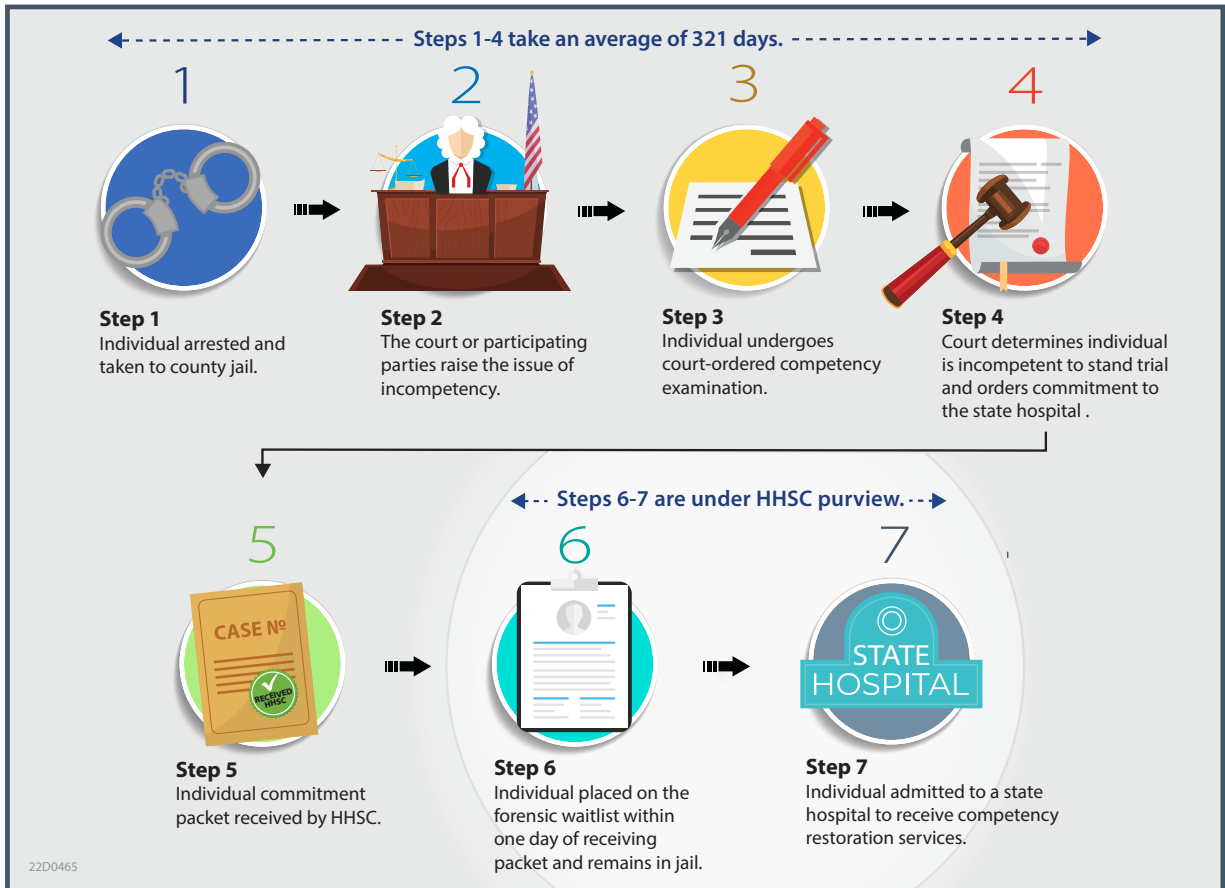 Steps 1-4 take an average of 321 days.
1
2
3
4
Step 1
Individual arrested and
taken to county jail.
Step 2
The court or participating
parties raise the issue of
incompetency.
Step 3
Individual undergoes
court-ordered competency
examination.
Step 4
Court determines individual
is incompetent to stand trial
and orders commitment to
the state hospital .
Steps 6-7 are under HHSC purview.
5
6
7
CASE Nº
RECEIVED
HHSC
STATE
HOSPITAL
Step 5
Individual commitment
packet received by HHSC.
Step 6
Individual placed on the
forensic waitlist within
one day of receiving
packet and remains in jail.
Step 7
Individual admitted to a state
hospital to receive competency
restoration services.
22D0465